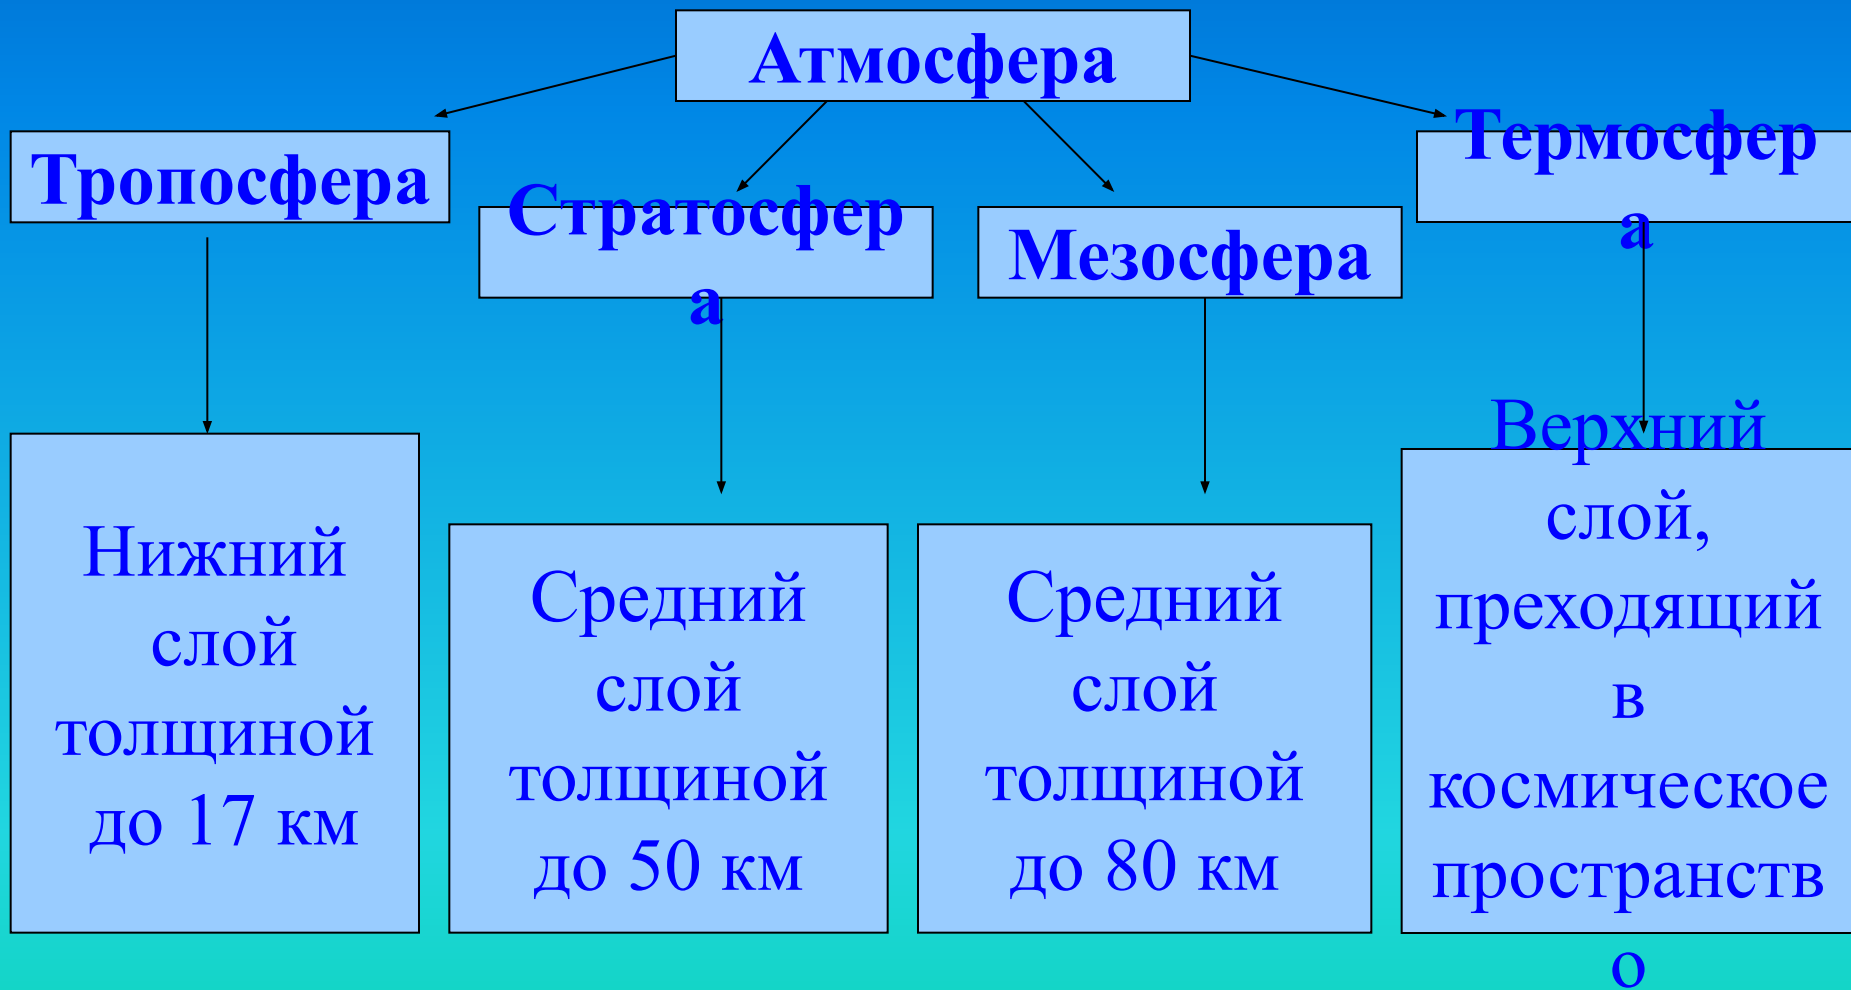 Атмосфера
Тропосфера
Стратосфер
а
Мезосфера
Термосфер
а
Нижний
слой
толщиной
до 17 км
Средний
слой
толщиной
до 50 км
Средний
слой
толщиной
до 80 км
Верхний
слой,
преходящий
в
космическое
пространств
о